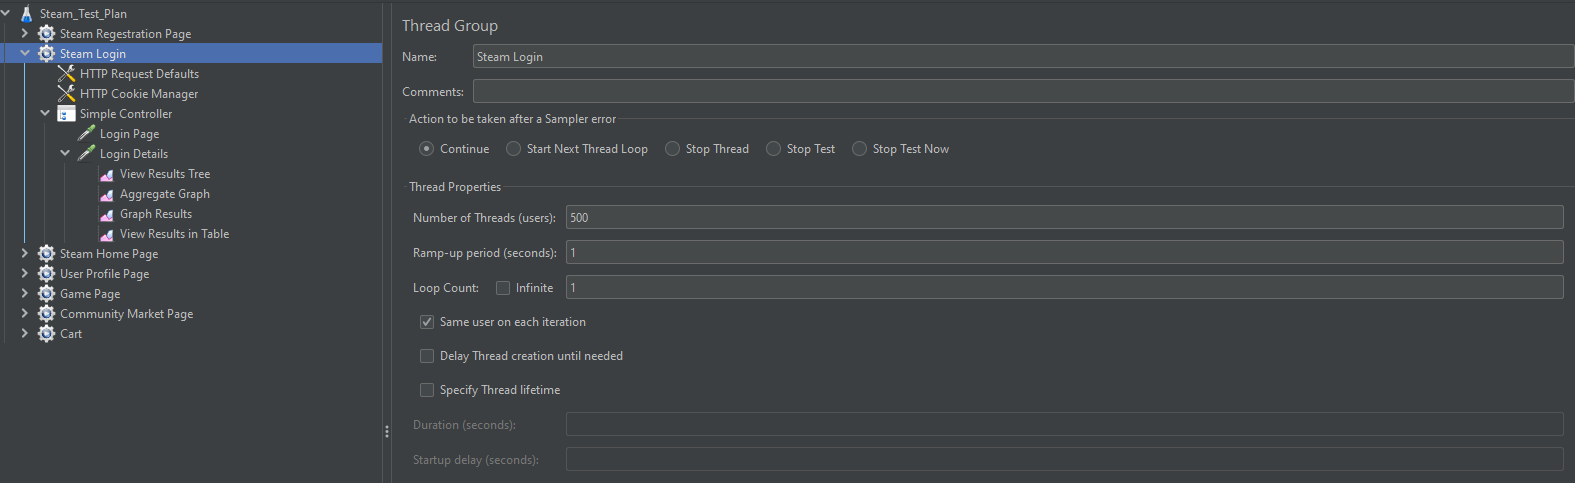 Steam_Test_Plan
Steam Regestration Page
Steam Login
HTTP Request Defaults
HTTP Cookie Manager
Simple Controller
Login Page
Login Details
View Results Tree
Aggregate Graph
Graph Results
View Results in Table
Steam Home Page
User Profile Page
Game Page
Community Market Page
Cart
Thread Group
Name: Steam Login
Comments:
Action to be taken after a Sampler error
Continue Start Next Thread Loop Stop Thread Stop Test Stop Test Now
Thread Properties
Number of Threads (users): 500
Ramp-up period (seconds): 1
Loop Count: Infinite 1
Same user on each iteration
Delay Thread creation until needed
Specify Thread lifetime
Duration (seconds):
Startup delay (seconds):